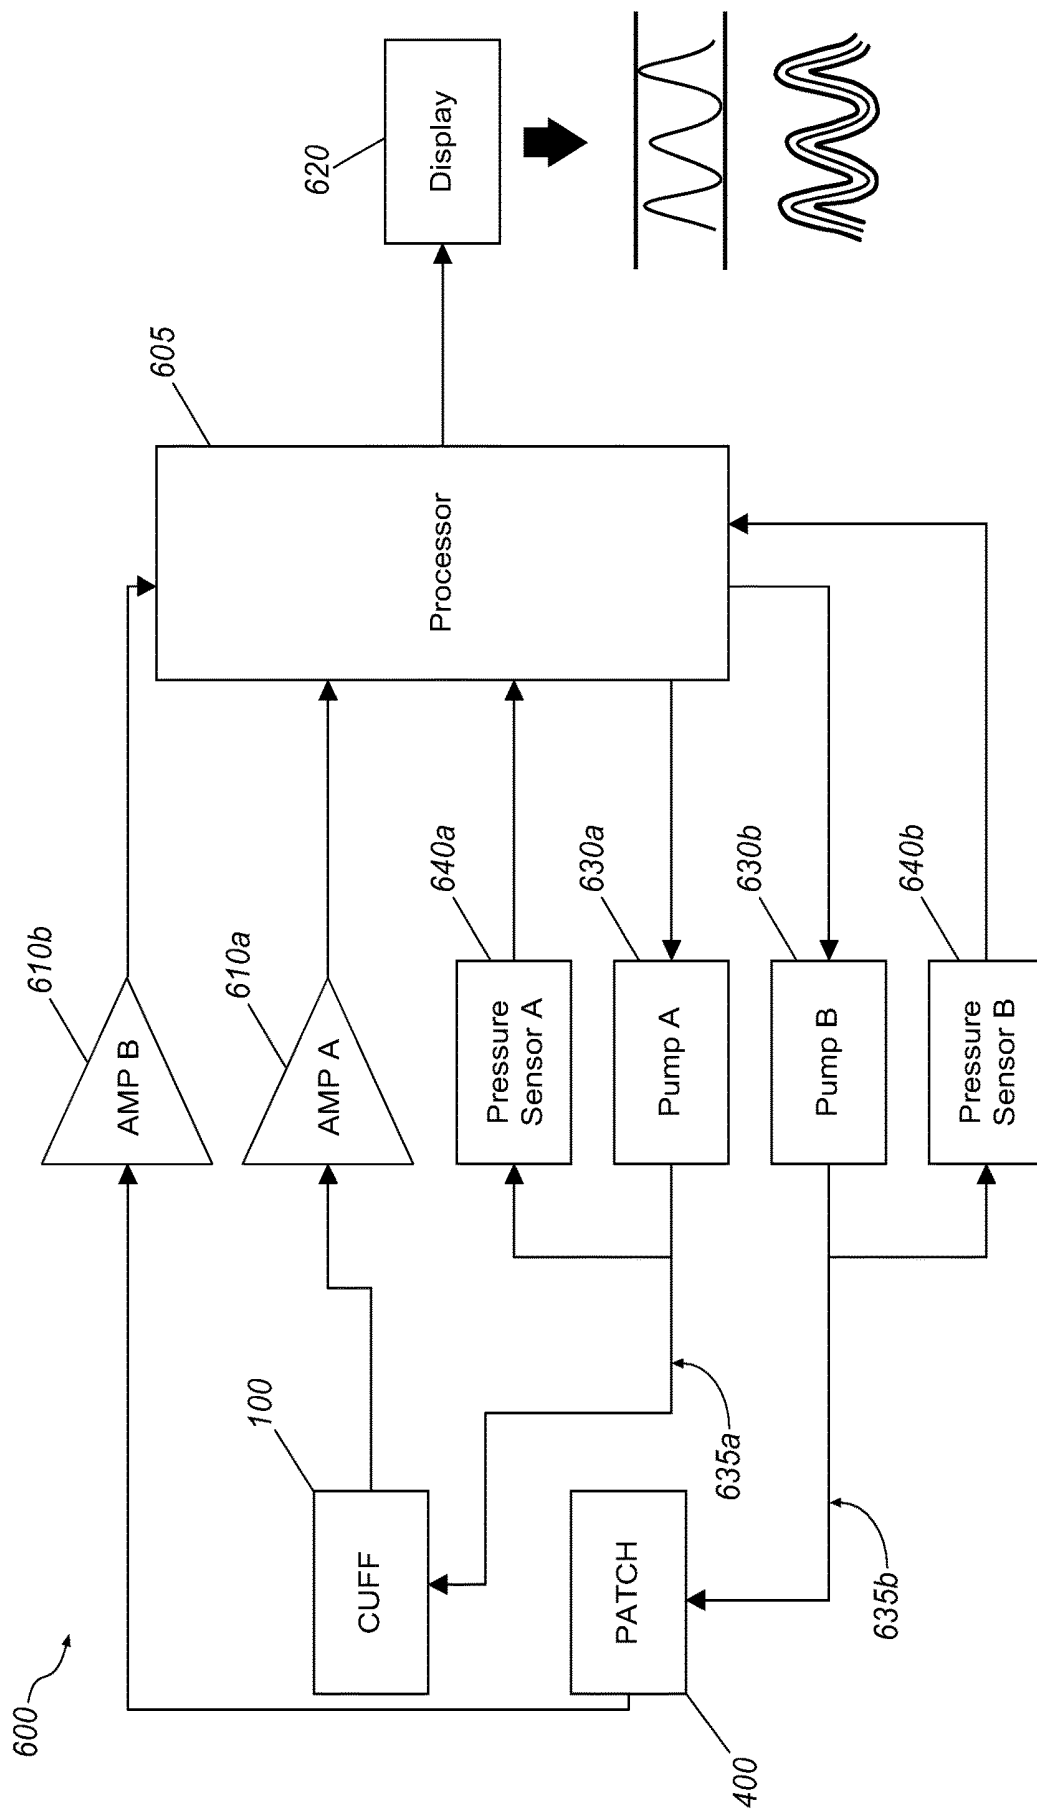 600
610b
AMP B
610a
AMP A
100
CUFF
605
Processor
620
Display
640a
Pressure
Sensor A
630a
Pump A
635a
400
PATCH
630b
Pump B
635b
640b
Pressure
Sensor B